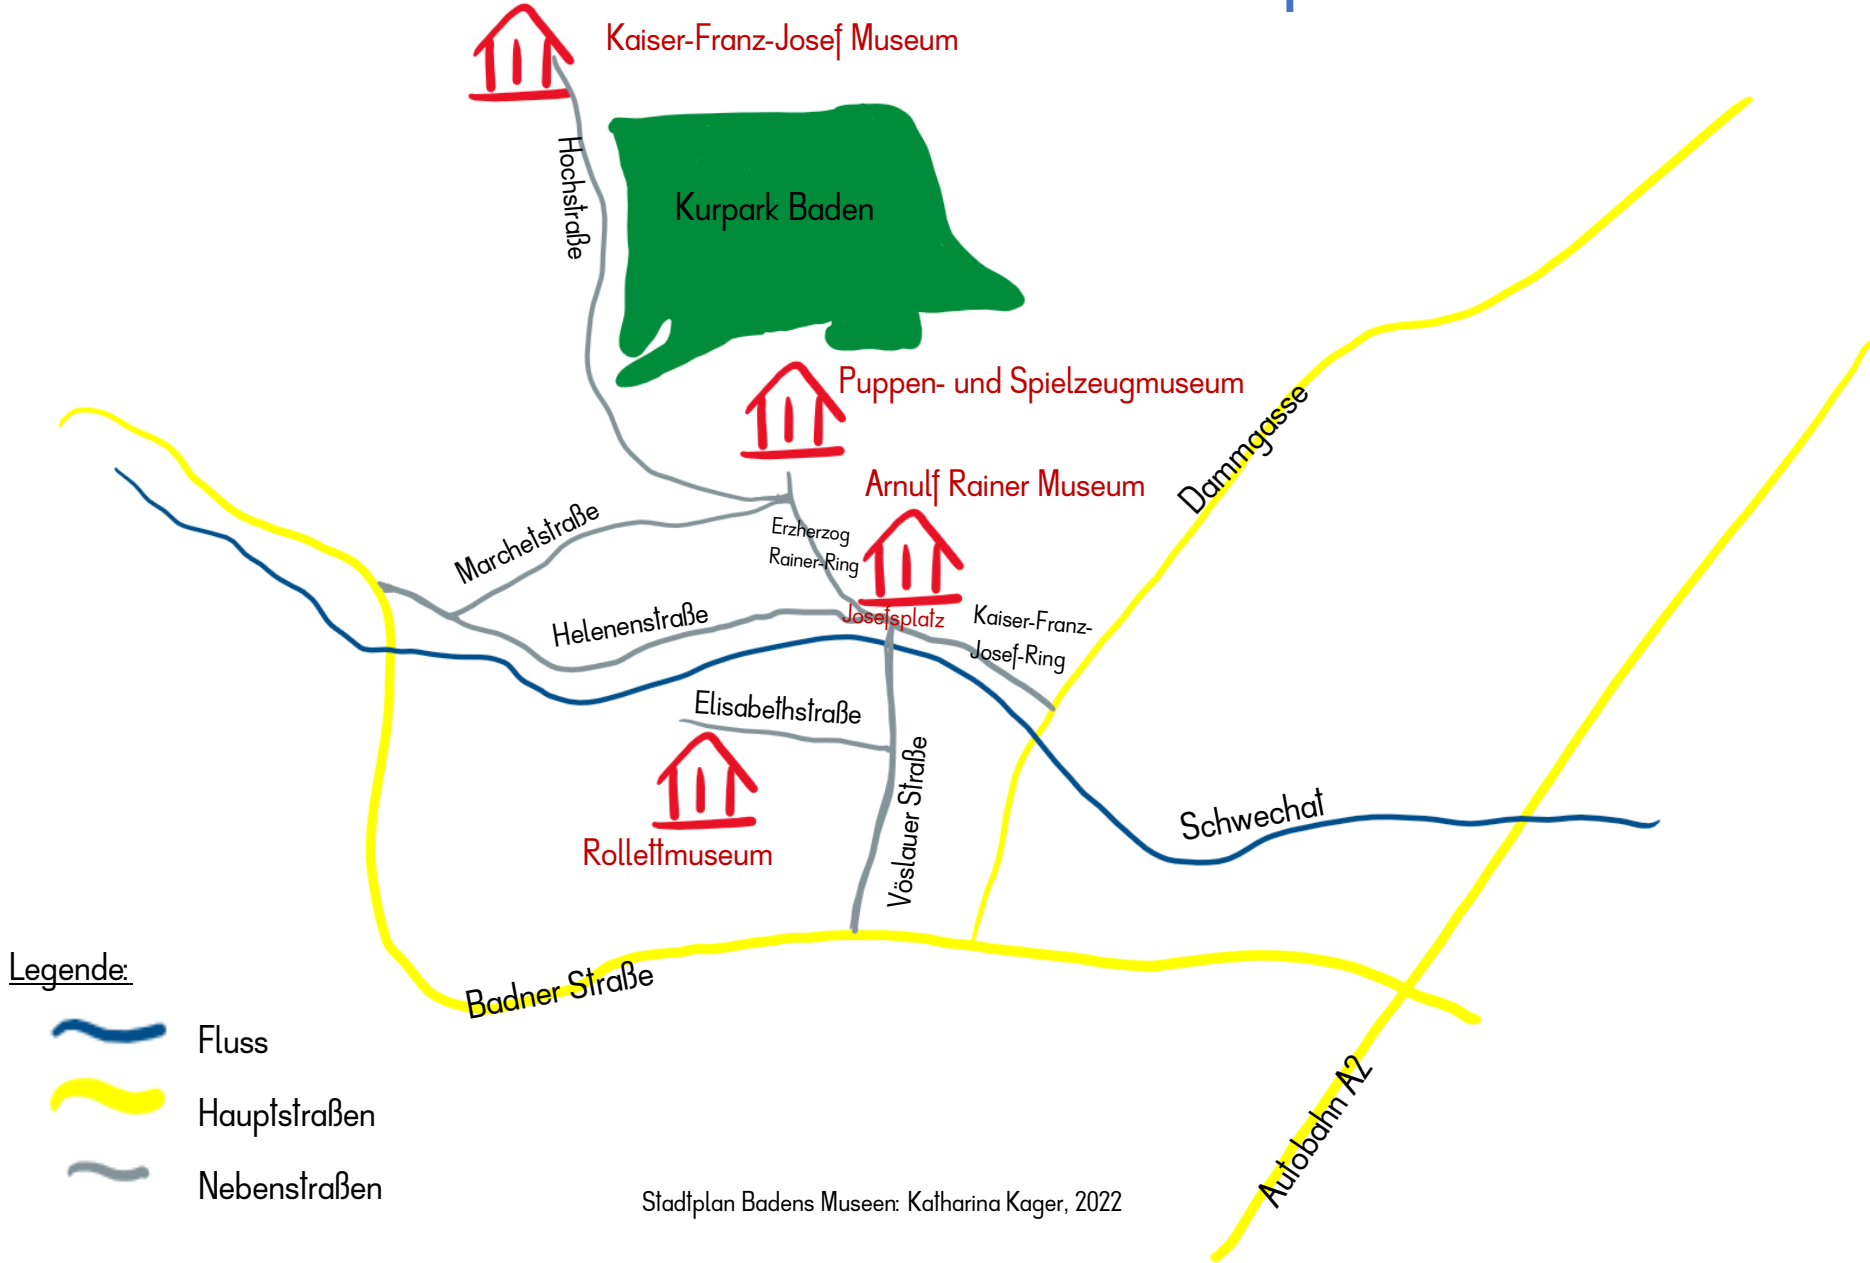 Kaiser-Franz-Josef Museum
Hochstraße
Kurpark Baden
Puppen- und Spielzeugmuseum
Dammgasse
Arnulf Rainer Museum
Marchetstraße
Erzherzog
Rainer-Ring
Helenenstraße
Josefsplatz
Kaiser-Franz-
Josef-Ring
Elisabethstraße
Vöslauer Straße
Schwechat
Rollettmuseum
Badner Straße
Legende:
Fluss
Hauptstraßen
Nebenstraßen
Autobahn A2
Stadtplan Badens Museen: Katharina Kager, 2022